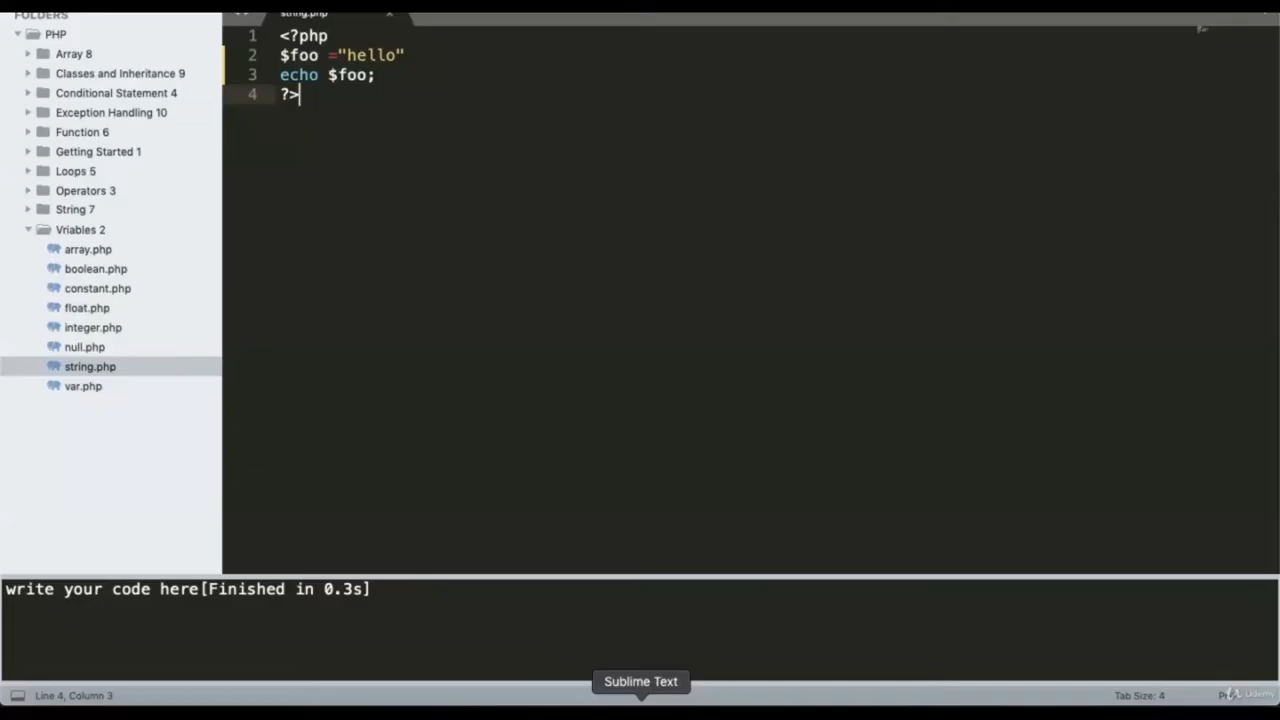 FOLDERS
PHP
Array 8
Classes and Inheritance 9
Conditional Statement 4
Exception Handling 10
Function 6
Getting Started 1
Loops 5
Operators 3
String 7
Vriables 2
array.php
boolean.php
constant.php
float.php
integer.php
null.php
string.php
var.php
string.php
1 <?php
2 $foo ="hello"
3 echo $foo;
4 ?>
write your code here[Finished in 0.3s]
Sublime Text
Line 4, Column 3
Tab Size: 4
Udemy